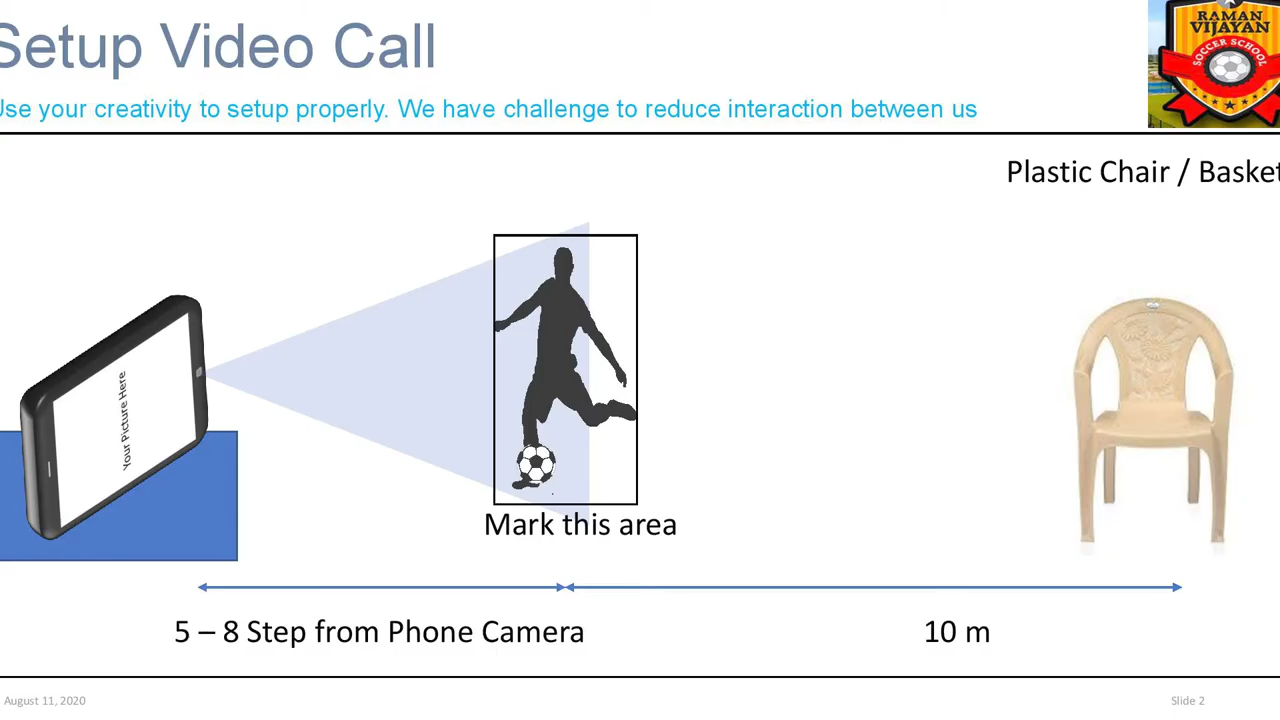 Setup Video Call
Use your creativity to setup properly. We have challenge to reduce interaction between us
RAMAN
VIJAYAN
SOCCER SCHOOL
Plastic Chair / Basket
Your Picture Here
Mark this area
5 – 8 Step from Phone Camera
10 m
August 11, 2020
Slide 2